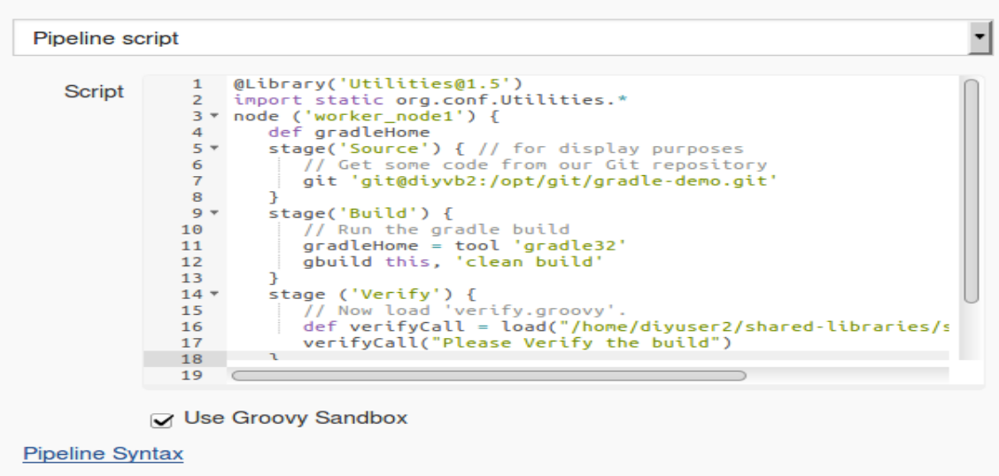 Pipeline script
Script
1 @Library('Utilities@1.5')
2 import static org.conf.Utilities.*
3 node ('worker_node1') {
4 def gradleHome
5 stage('Source') { // for display purposes
6 // Get some code from our Git repository
7 git 'git@diyvb2:/opt/git/gradle-demo.git'
8 }
9 stage('Build') {
10 // Run the gradle build
11 gradleHome = tool 'gradle32'
12 gbuild this, 'clean build'
13 }
14 stage ('Verify') {
15 // Now load 'verify.groovy'.
16 def verifyCall = load("/home/diyuser2/shared-libraries/s
17 verifyCall("Please Verify the build")
18 }
19
Use Groovy Sandbox
Pipeline Syntax